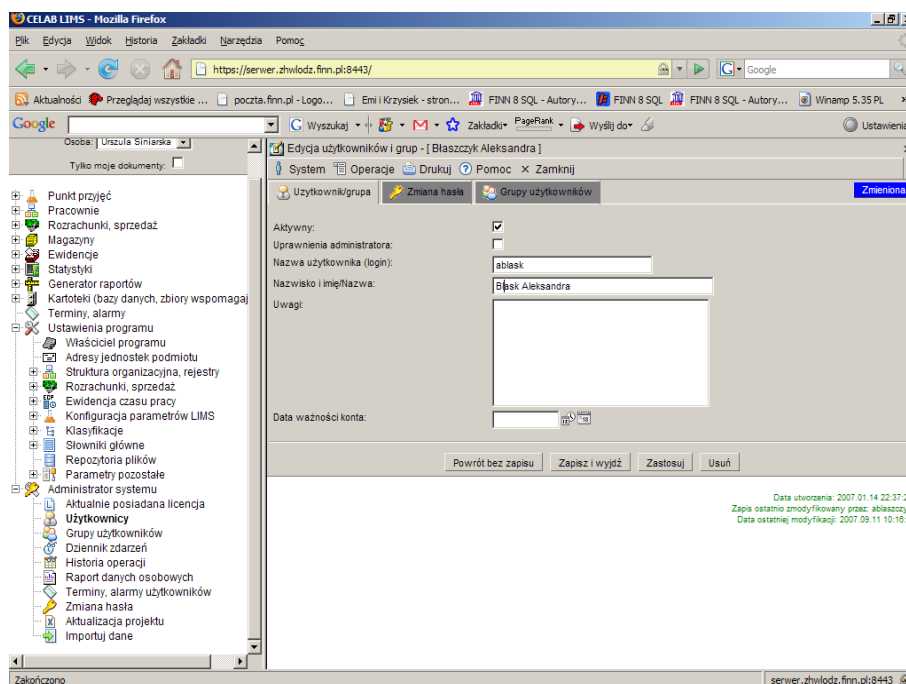 CELAB LIMS - Mozilla Firefox
Plik Edycja Widok Historia Zakładki Narzędzia Pomoc
https://serwer.zhwlodz.finn.pl:8443/ Google
Aktualności Przeglądaj wszystkie ... poczta.finn.pl - Logo... Emi i Krzysiek - stron... FINN 8 SQL - Autory... FINN 8 SQL FINN 8 SQL - Autory... Winamp 5.35 PL »
Google Wyszukaj Zakładki PageRank Wyślij do Ustawienia
Osoba: Urszula Siniarska
Tylko moje dokumenty:
Punkt przyjęć
Pracownie
Rozrachunki, sprzedaż
Magazyny
Ewidencje
Statystyki
Generator raportów
Kartoteki (bazy danych, zbiory wspomagaj
Terminy, alarmy
Ustawienia programu
Właściciel programu
Adresy jednostek podmiotu
Struktura organizacyjna, rejestry
Rozrachunki, sprzedaż
Ewidencja czasu pracy
Konfiguracja parametrów LIMS
Klasyfikacje
Słowniki główne
Repozytoria plików
Parametry pozostałe
Administrator systemu
Aktualnie posiadana licencja
Użytkownicy
Grupy użytkowników
Dziennik zdarzeń
Historia operacji
Raport danych osobowych
Terminy, alarmy użytkowników
Zmiana hasła
Aktualizacja projektu
Importuj dane
Edycja użytkowników i grup - [ Błaszczyk Aleksandra ]
System Operacje Drukuj Pomoc × Zamknij
Uzytkownik/grupa Zmiana hasła Grupy użytkowników Zmieniona
Aktywny:
Uprawnienia administratora:
Nazwa użytkownika (login): ablask
Nazwisko i imię/Nazwa: Błask Aleksandra
Uwagi:
Data ważności konta:
Powrót bez zapisu Zapisz i wyjdź Zastosuj Usuń
Data utworzenia: 2007.01.14 22:37:2
Zapis ostatnio zmodyfikowany przez: ablaszczy
Data ostatniej modyfikacji: 2007.09.11 10:16:
Zakończono serwer.zhwlodz.finn.pl:8443